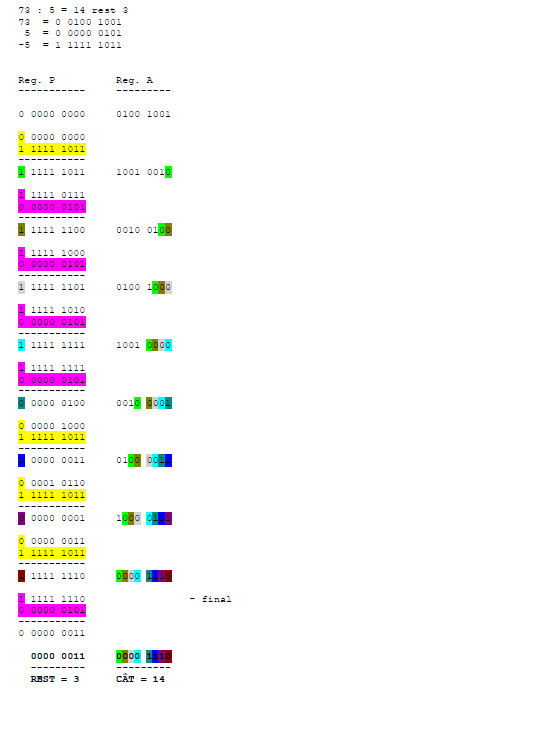 73 : 5 = 14 rest 3
73 = 0 0100 1001
5 = 0 0000 0101
-5 = 1 1111 1011
Reg. P Reg. A
----------- ---------
0 0000 0000 0100 1001
0 0000 0000
1 1111 1011
-----------
1 1111 1011 1001 0010
1 1111 0111
0 0000 0101
-----------
1 1111 1100 0010 0100
1 1111 1000
0 0000 0101
-----------
1 1111 1101 0100 1000
1 1111 1010
0 0000 0101
-----------
1 1111 1111 1001 0000
1 1111 1111
0 0000 0101
-----------
0 0000 0100 0010 0001
0 0000 1000
1 1111 1011
-----------
0 0000 0011 0100 0011
0 0001 0110
1 1111 1011
-----------
0 0000 0001 1000 0111
0 0000 0011
1 1111 1011
-----------
1 1111 1110 0000 1110
1 1111 1110 - final
0 0000 0101
-----------
0 0000 0011
0000 0011 0000 1110
--------- ---------
REST = 3 CÂT = 14